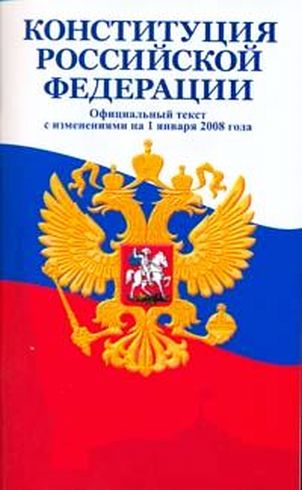 КОНСТИТУЦИЯ
РОССИЙСКОЙ
ФЕДЕРАЦИИ
Официальный текст
с изменениями на 1 января 2008 года